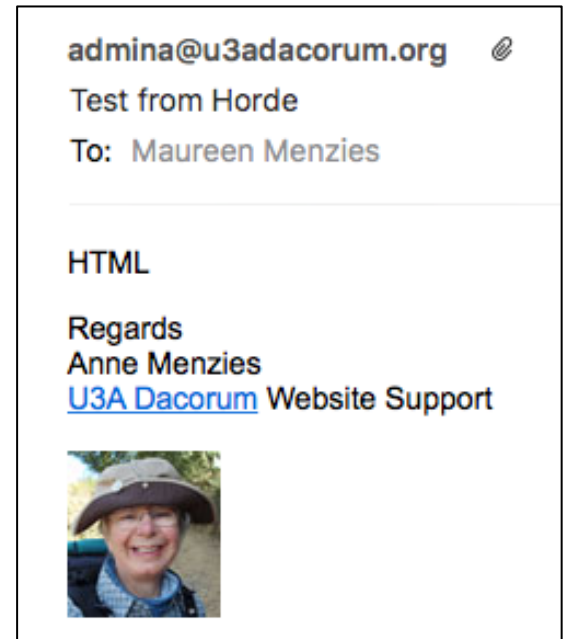 admina@u3adacorum.org
Test from Horde
To: Maureen Menzies
HTML
Regards
Anne Menzies
U3A Dacorum Website Support